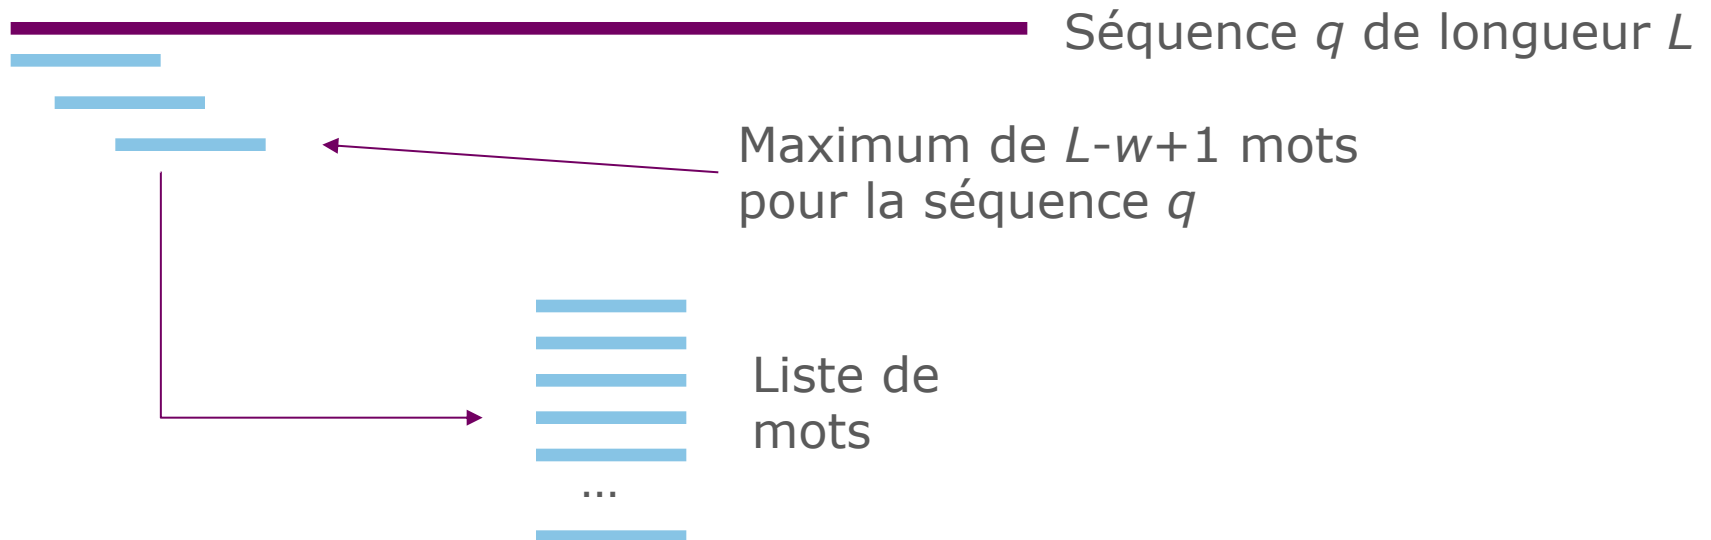 Séquence q de longueur L
Maximum de L-w+1 mots
pour la séquence q
Liste de
mots
...